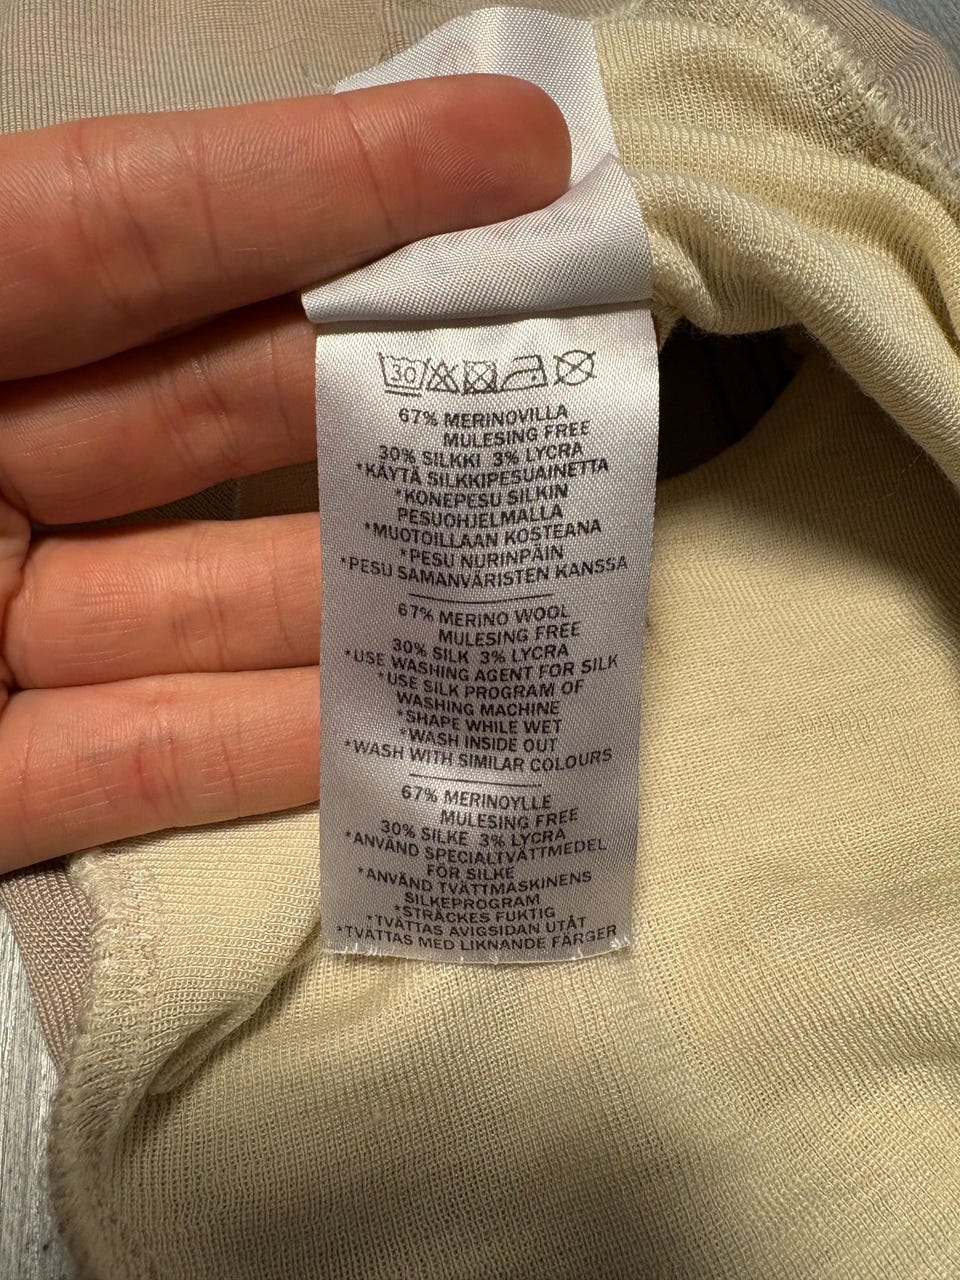 30
67% MERINOVILLA
MULESING FREE
30% SILKKI 3% LYCRA
*KÄYTÄ SILKKIPESUAINETTA
*KONEPESU SILKIN
PESUOHJELMALLA
*MUOTOILLAAN KOSTEANA
*PESU NURINPÄIN
*PESU SAMANVÄRISTEN KANSSA
67% MERINO WOOL
MULESING FREE
30% SILK 3% LYCRA
*USE WASHING AGENT FOR SILK
*USE SILK PROGRAM OF
WASHING MACHINE
*SHAPE WHILE WET
*WASH INSIDE OUT
*WASH WITH SIMILAR COLOURS
67% MERINOYLLE
MULESING FREE
30% SILKE 3% LYCRA
*ANVÄND SPECIALTVÄTTMEDEL
FÖR SILKE
*ANVÄND TVÄTTMASKINENS
SILKEPROGRAM
*STRÄCKES FUKTIG
*TVÄTTAS AVIGSIDAN UTÅT
*TVÄTTAS MED LIKNANDE FÄRGER